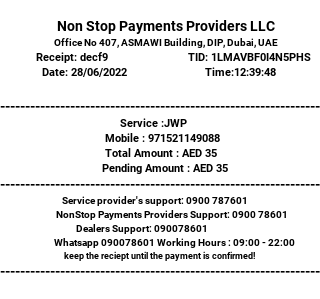 Non Stop Payments Providers LLC
Office No 407, ASMAWI Building, DIP, Dubai, UAE
Receipt: decf9 TID: 1LMAVBF0I4N5PHS
Date: 28/06/2022 Time:12:39:48
Service :JWP
Mobile : 971521149088
Total Amount : AED 35
Pending Amount : AED 35
Service provider's support: 0900 787601
NonStop Payments Providers Support: 0900 78601
Dealers Support: 090078601
Whatsapp 090078601 Working Hours : 09:00 - 22:00
keep the reciept until the payment is confirmed!